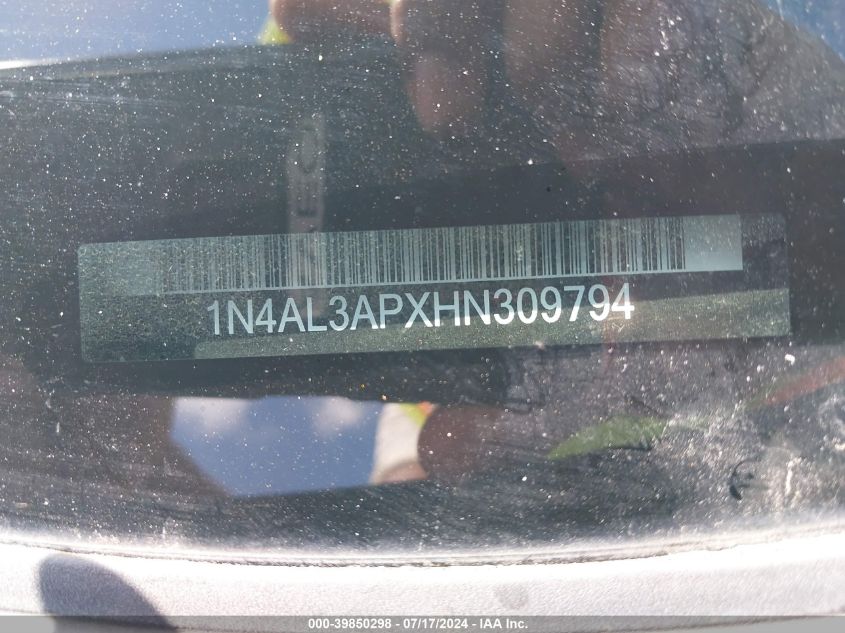 1N4AL3APXHN309794
000-39850298 - 07/17/2024 - IAA, Inc.